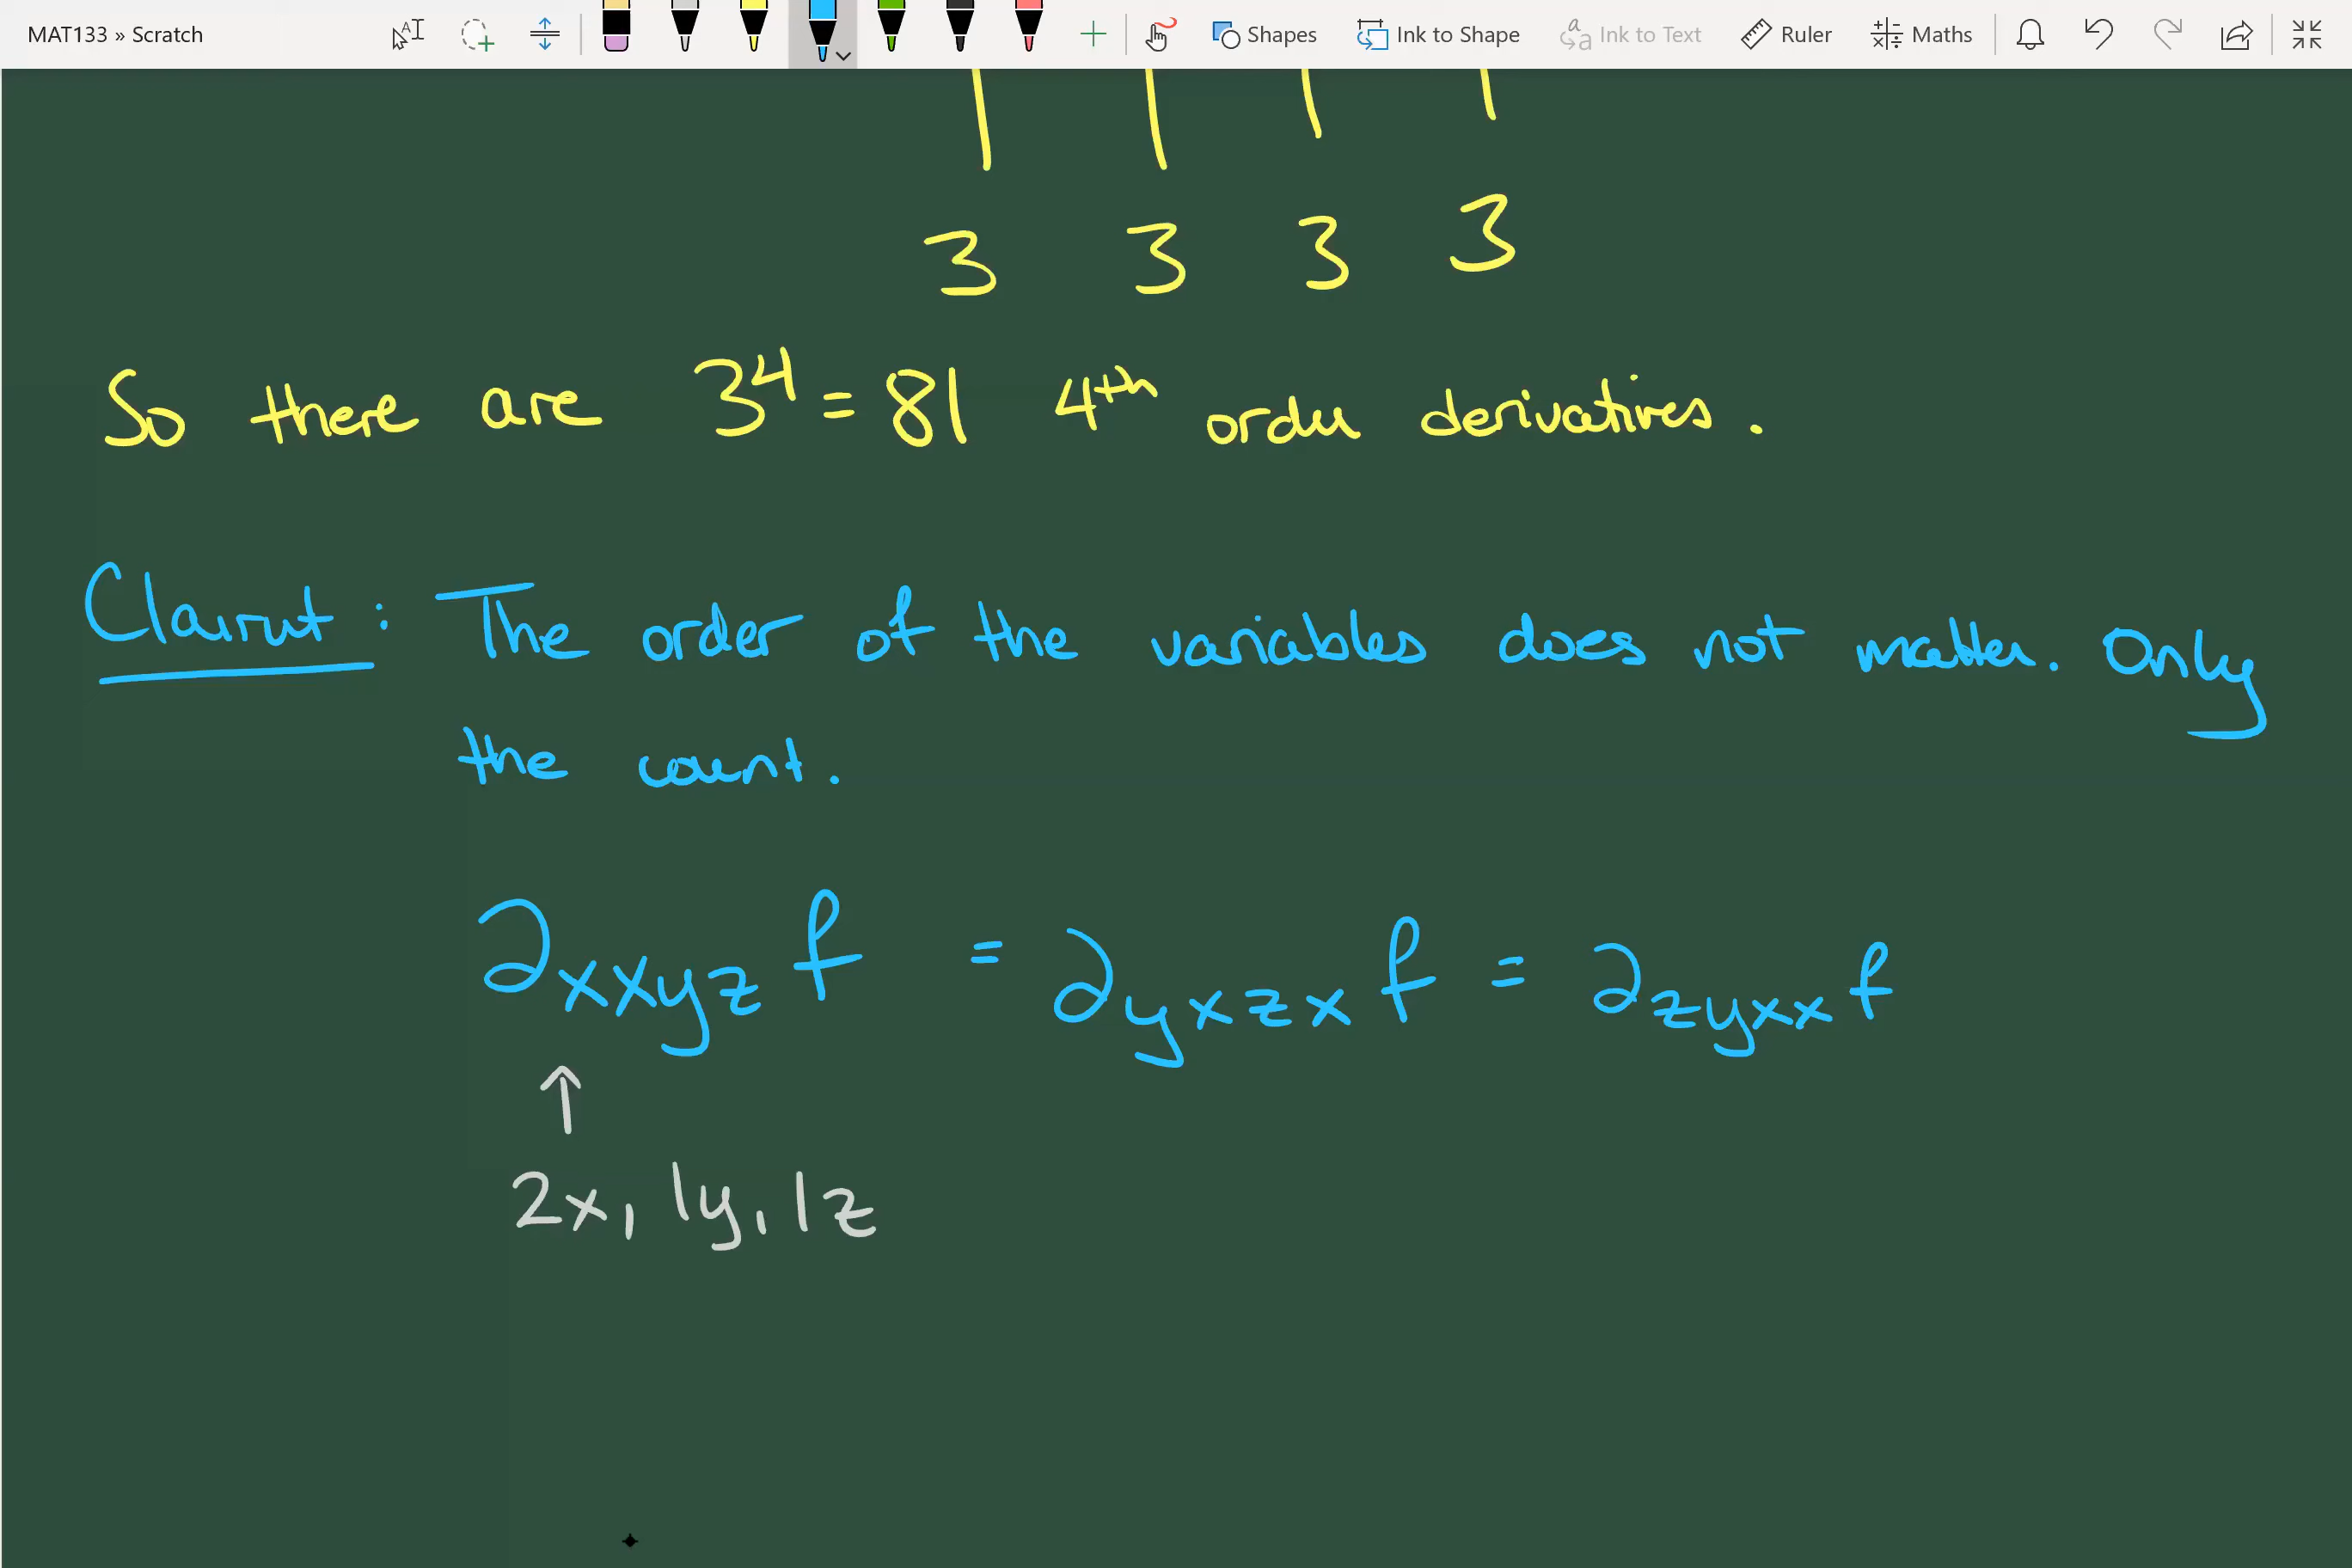 MAT133 » Scratch Shapes Ink to Shape Ink to Text Ruler Maths
3 3 3 3
So there are 3⁴ = 81 4th order derivatives.
Clairut: The order of the variables does not matter. Only
the count.
∂xxyz f = ∂yxzx f = ∂zyxx f
↑
2x, 1y, 1z